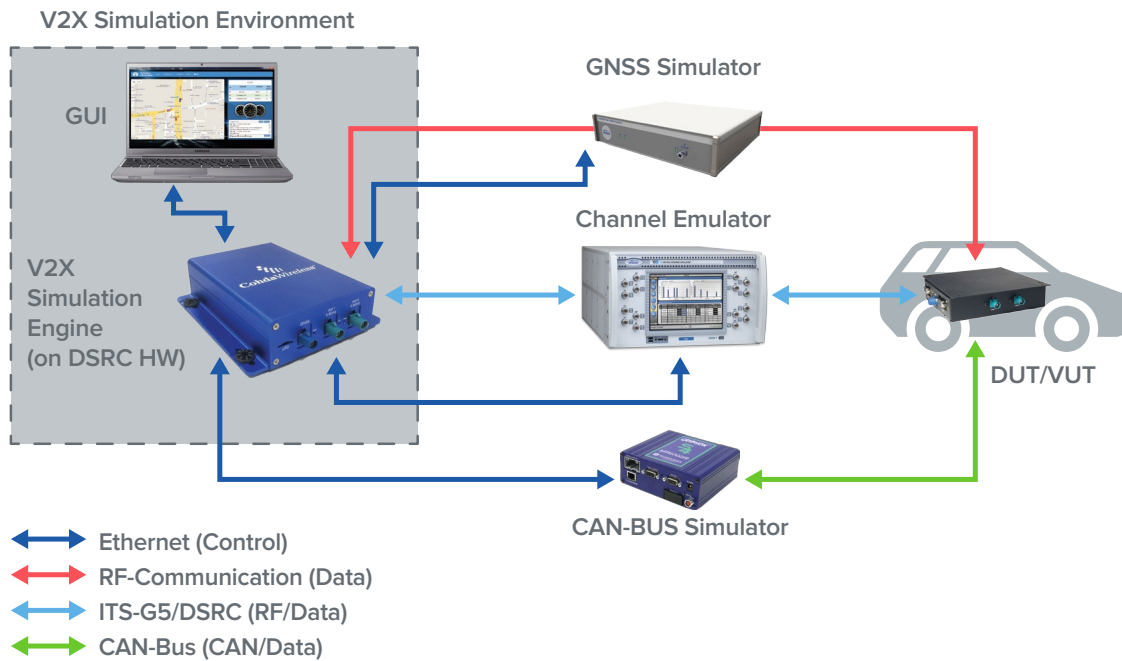 V2X Simulation Environment
GUI
GNSS Simulator
Channel Emulator
V2X
Simulation
Engine
(on DSRC HW)
CohdaWireless
DUT/VUT
CAN-BUS Simulator
Ethernet (Control)
RF-Communication (Data)
ITS-G5/DSRC (RF/Data)
CAN-Bus (CAN/Data)